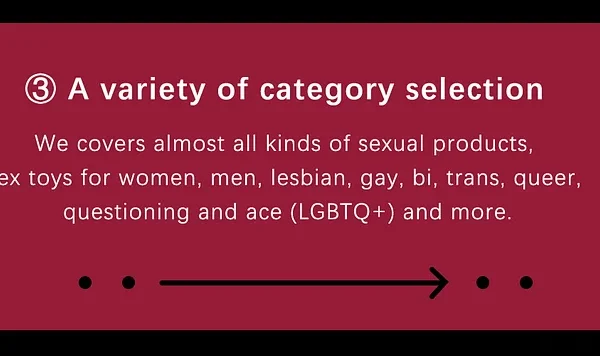 ③ A variety of category selection
We covers almost all kinds of sexual products,
ex toys for women, men, lesbian, gay, bi, trans, queer,
questioning and ace (LGBTQ+) and more.